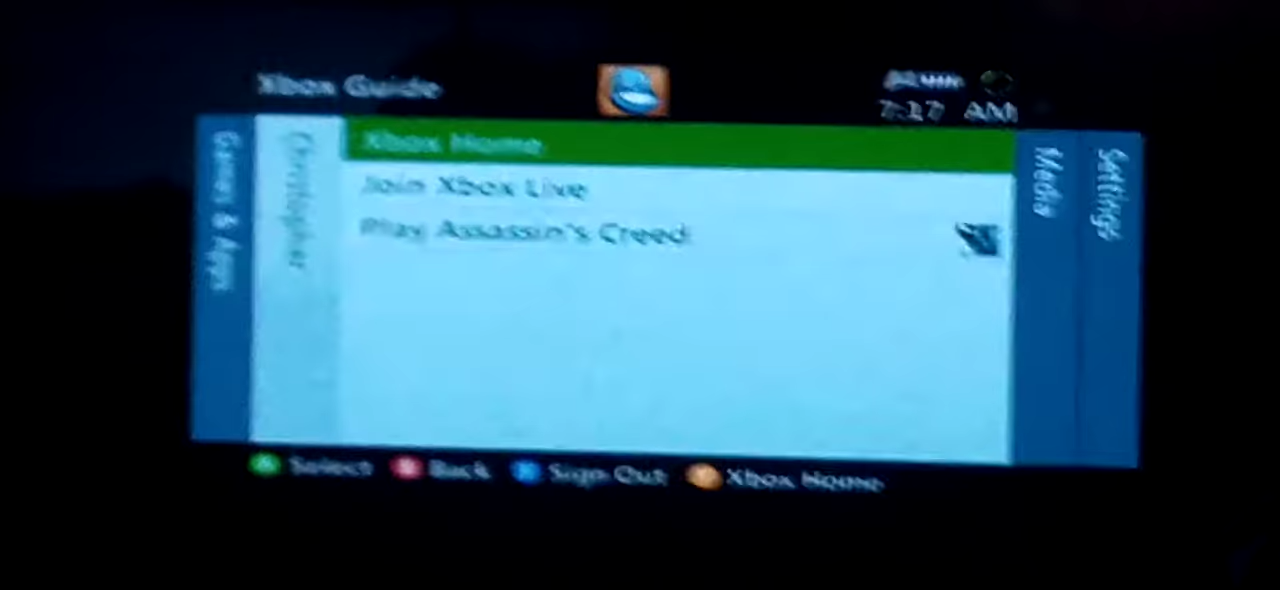 Xbox Guide
7:17 AM
Games & Apps
Christopher
Xbox Home
Join Xbox Live
Play Assassin's Creed
Media
Settings
Select
Back
Sign Out
Xbox Home